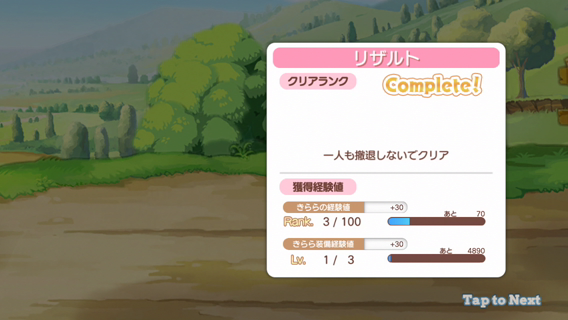 リザルト
クリアランク
Complete!
一人も撤退しないでクリア
獲得経験値
きららの経験値 +30
Rank. 3 / 100 あと 70
きらら装備経験値 +30
Lv. 1 / 3 あと 4890
Tap to Next